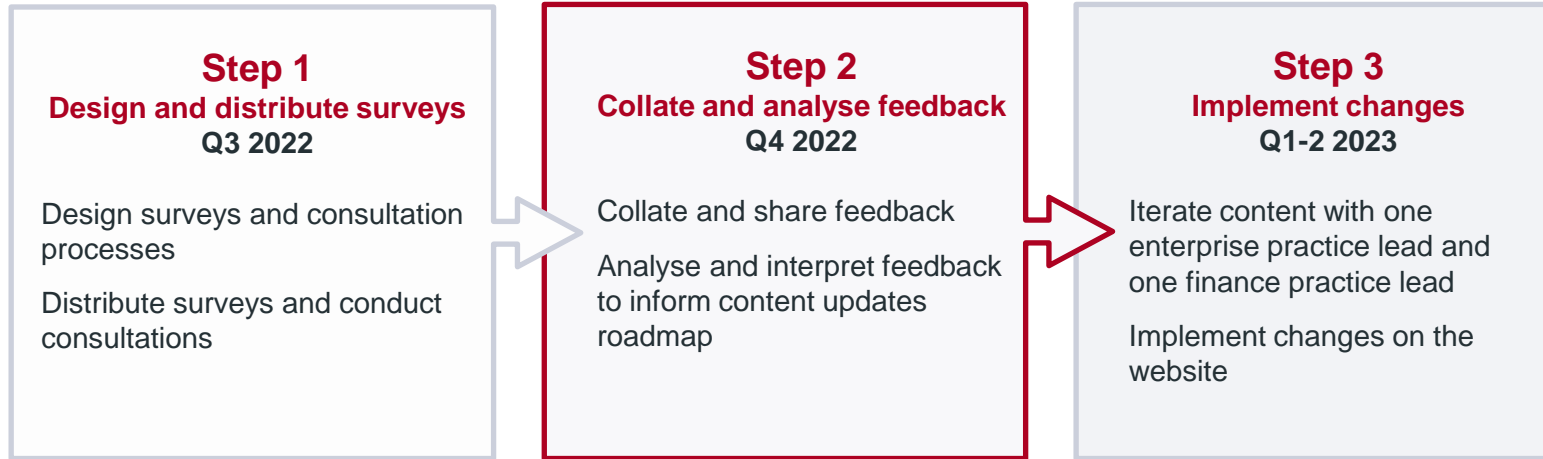 Step 1
Design and distribute surveys
Q3 2022
Design surveys and consultation
processes
Distribute surveys and conduct
consultations
Step 2
Collate and analyse feedback
Q4 2022
Collate and share feedback
Analyse and interpret feedback
to inform content updates
roadmap
Step 3
Implement changes
Q1-2 2023
Iterate content with one
enterprise practice lead and
one finance practice lead
Implement changes on the
website